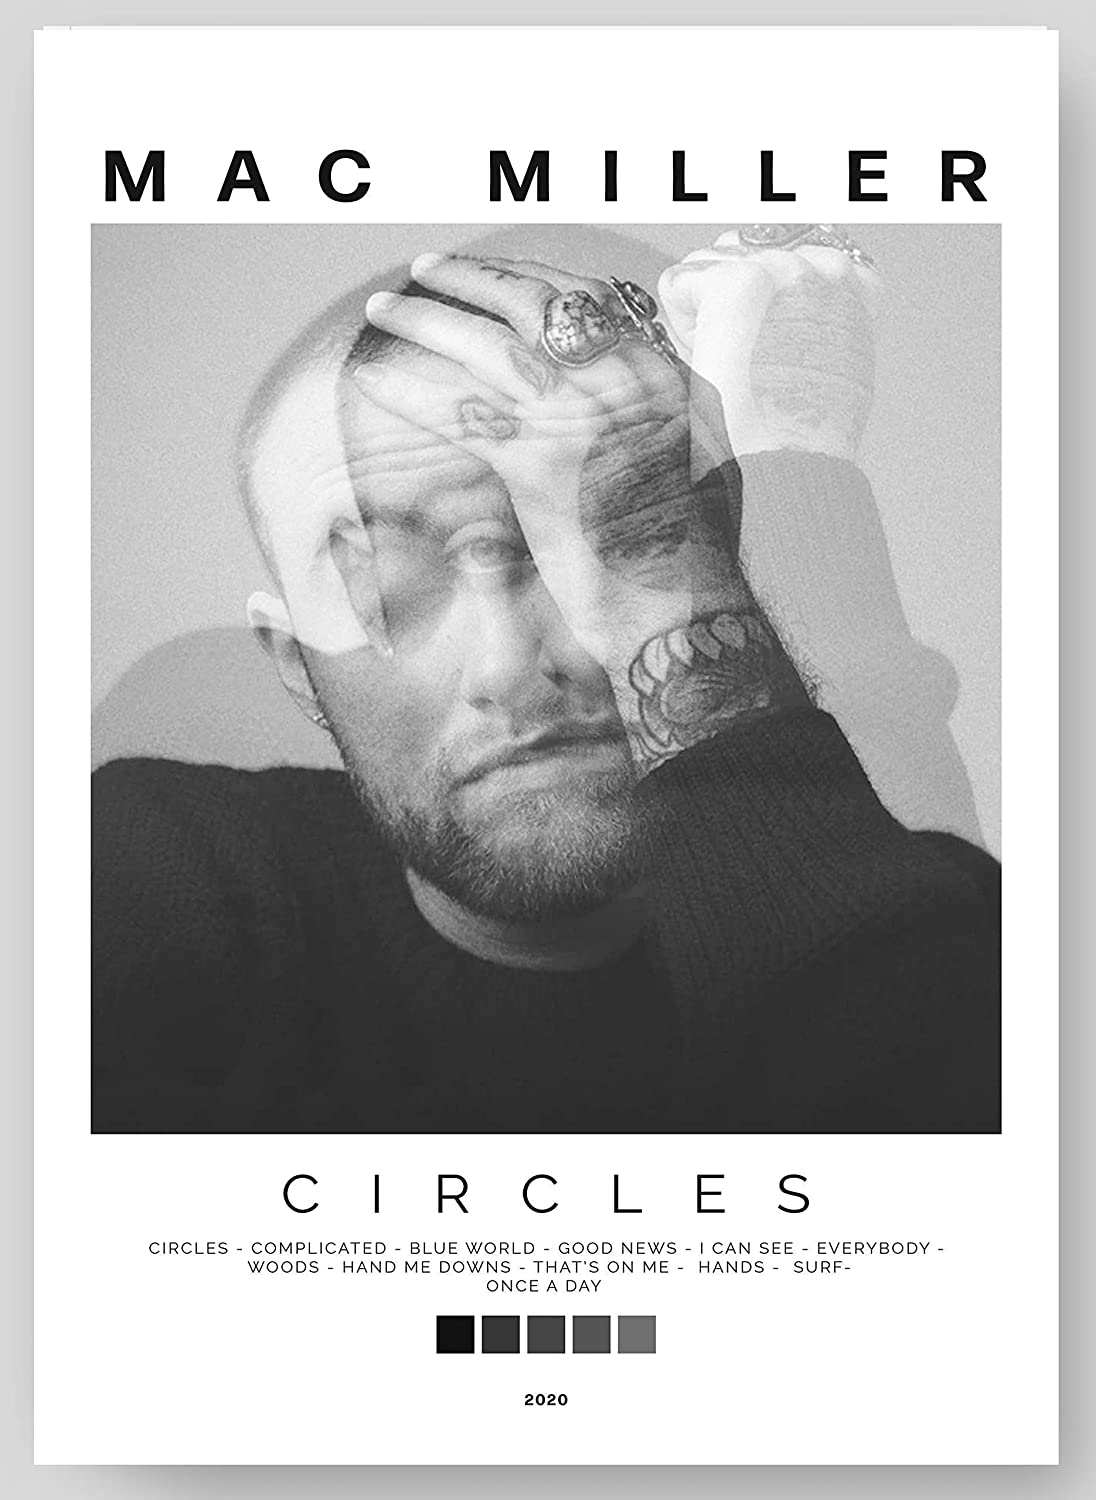 MAC MILLER
CIRCLES
CIRCLES - COMPLICATED - BLUE WORLD - GOOD NEWS - I CAN SEE - EVERYBODY -
WOODS - HAND ME DOWNS - THAT'S ON ME - HANDS - SURF-
ONCE A DAY
2020